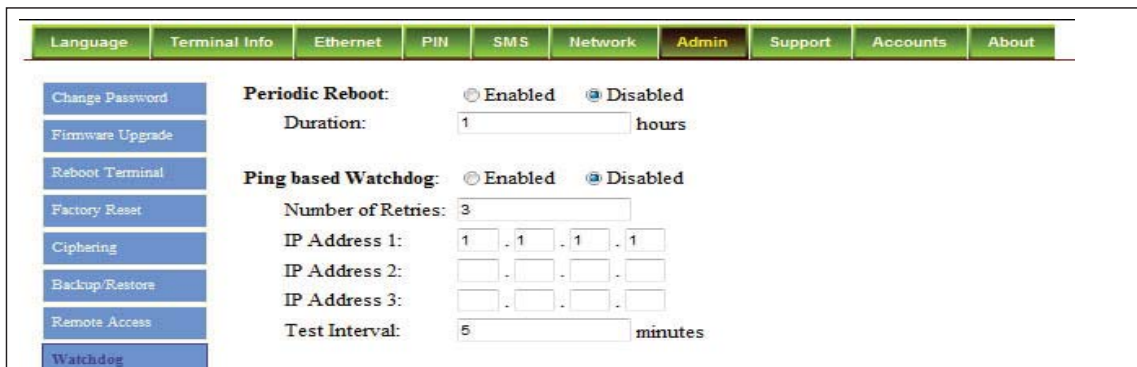 Language Terminal Info Ethernet PIN SMS Network Admin Support Accounts About
Change Password
Firmware Upgrade
Reboot Terminal
Factory Reset
Ciphering
Backup/Restore
Remote Access
Watchdog
Periodic Reboot: Enabled Disabled
Duration: 1 hours
Ping based Watchdog: Enabled Disabled
Number of Retries: 3
IP Address 1: 1 . 1 . 1 . 1
IP Address 2: . . .
IP Address 3: . . .
Test Interval: 5 minutes